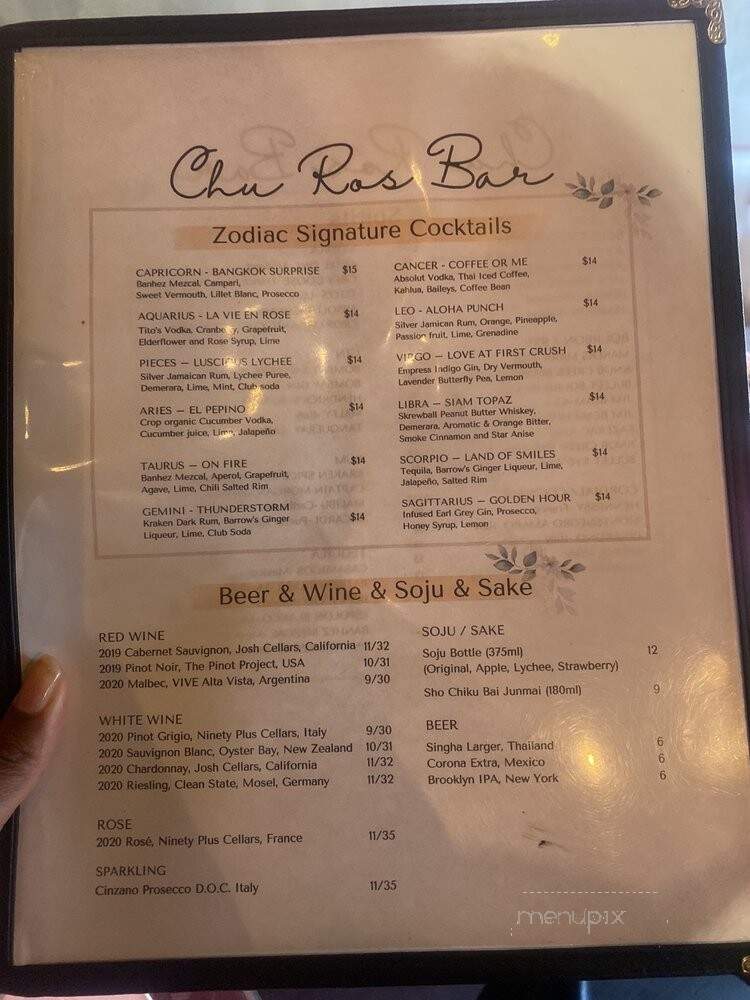 Chu Ros Bar
Zodiac Signature Cocktails
CAPRICORN - BANGKOK SURPRISE $15
Banhez Mezcal, Campari,
Sweet Vermouth, Lillet Blanc, Prosecco
AQUARIUS - LA VIE EN ROSE $14
Tito's Vodka, Cranberry, Grapefruit,
Elderflower and Rose Syrup, Lime
PIECES – LUSCIOUS LYCHEE $14
Silver Jamaican Rum, Lychee Puree,
Demerara, Lime, Mint, Club soda
ARIES – EL PEPINO $14
Crop organic Cucumber Vodka,
Cucumber juice, Lime, Jalapeño
TAURUS – ON FIRE $14
Banhez Mezcal, Aperol, Grapefruit,
Agave, Lime, Chili Salted Rim
GEMINI - THUNDERSTORM
Kraken Dark Rum, Barrow's Ginger $14
Liqueur, Lime, Club Soda
CANCER - COFFEE OR ME $14
Absolut Vodka, Thai Iced Coffee,
Kahlua, Baileys, Coffee Bean
LEO - ALOHA PUNCH $14
Silver Jamican Rum, Orange, Pineapple,
Passion fruit, Lime, Grenadine
VIRGO – LOVE AT FIRST CRUSH $14
Empress Indigo Gin, Dry Vermouth,
Lavender Butterfly Pea, Lemon
LIBRA – SIAM TOPAZ $14
Skrewball Peanut Butter Whiskey,
Demerara, Aromatic & Orange Bitter,
Smoke Cinnamon and Star Anise
SCORPIO – LAND OF SMILES $14
Tequila, Barrow's Ginger Liqueur, Lime,
Jalapeño, Salted Rim
SAGITTARIUS – GOLDEN HOUR $14
Infused Earl Grey Gin, Prosecco,
Honey Syrup, Lemon
Beer & Wine & Soju & Sake
RED WINE
2019 Cabernet Sauvignon, Josh Cellars, California 11/32
2019 Pinot Noir, The Pinot Project, USA 10/31
2020 Malbec, VIVE Alta Vista, Argentina 9/30
WHITE WINE
2020 Pinot Grigio, Ninety Plus Cellars, Italy 9/30
2020 Sauvignon Blanc, Oyster Bay, New Zealand 10/31
2020 Chardonnay, Josh Cellars, California 11/32
2020 Riesling, Clean State, Mosel, Germany 11/32
ROSE
2020 Rosé, Ninety Plus Cellars, France 11/35
SPARKLING
Cinzano Prosecco D.O.C. Italy 11/35
SOJU / SAKE
Soju Bottle (375ml) 12
(Original, Apple, Lychee, Strawberry)
Sho Chiku Bai Junmai (180ml) 9
BEER
Singha Larger, Thailand 6
Corona Extra, Mexico 6
Brooklyn IPA, New York 6
menupix